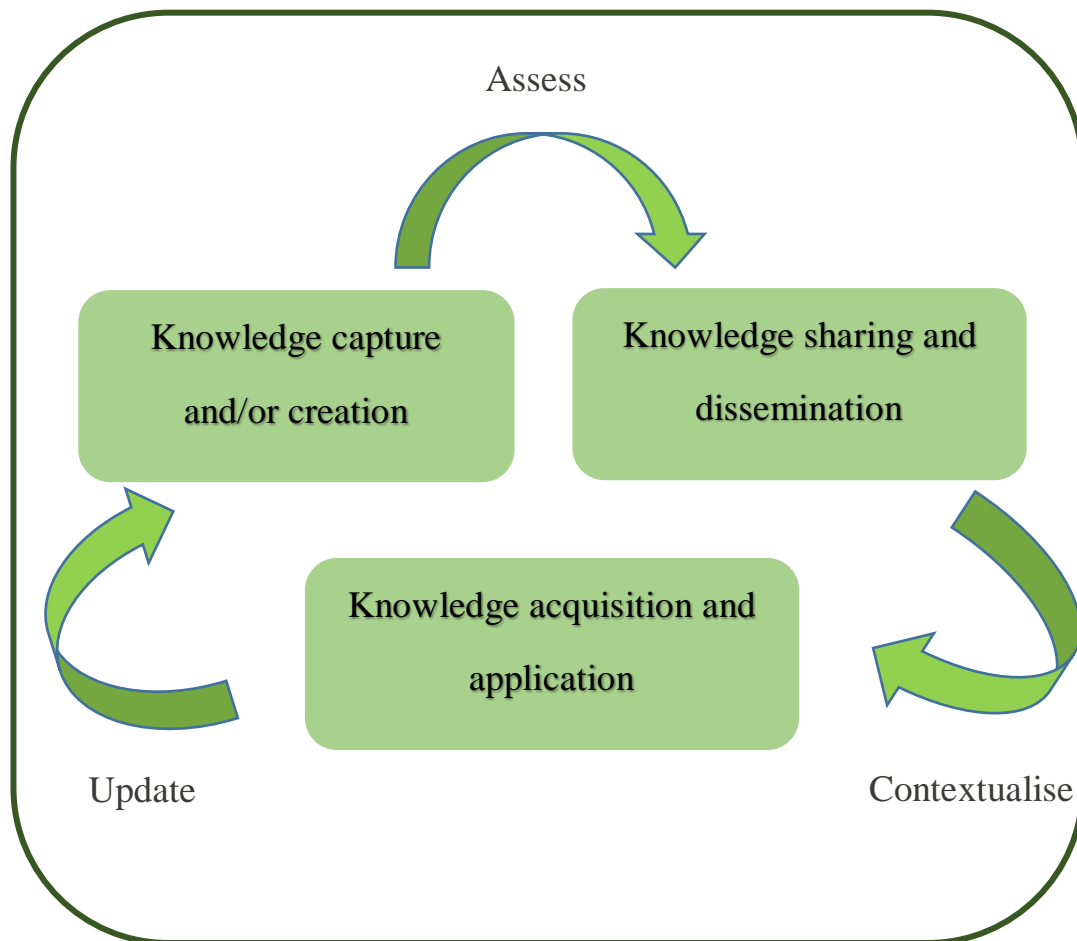 Assess
Knowledge capture
and/or creation
Knowledge sharing and
dissemination
Knowledge acquisition and
application
Update
Contextualise